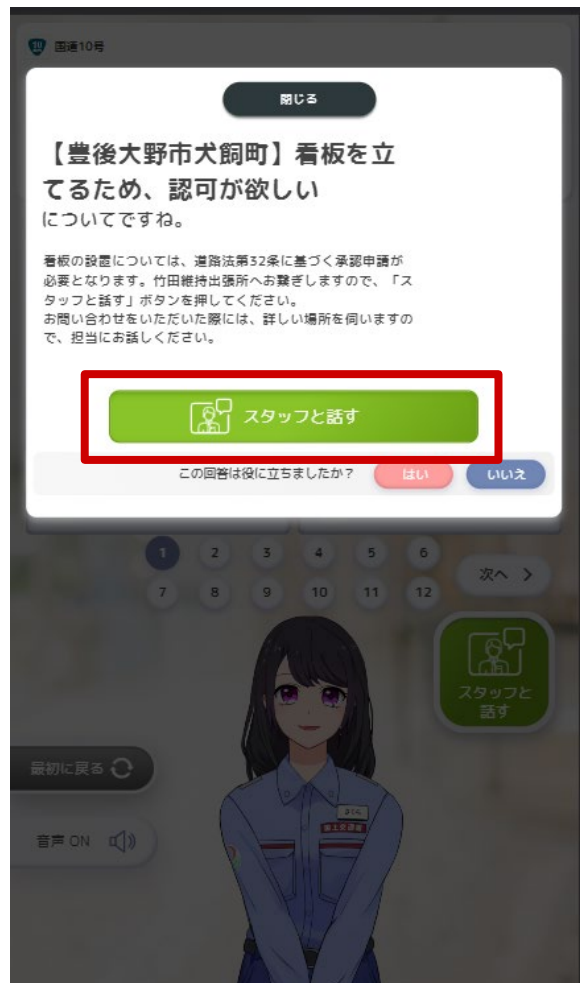 10 国道10号
閉じる
【豊後大野市犬飼町】看板を立
てるため、認可が欲しい
についてですね。
看板の設置については、道路法第32条に基づく承認申請が
必要となります。竹田維持出張所へお繋ぎしますので、「ス
タッフと話す」ボタンを押してください。
お問い合わせをいただいた際には、詳しい場所を伺いますの
で、担当にお話しください。
スタッフと話す
この回答は役に立ちましたか？ はい いいえ
1 2 3 4 5 6
7 8 9 10 11 12
次へ
スタッフと
話す
最初に戻る
音声 ON
さくら
国土交通省